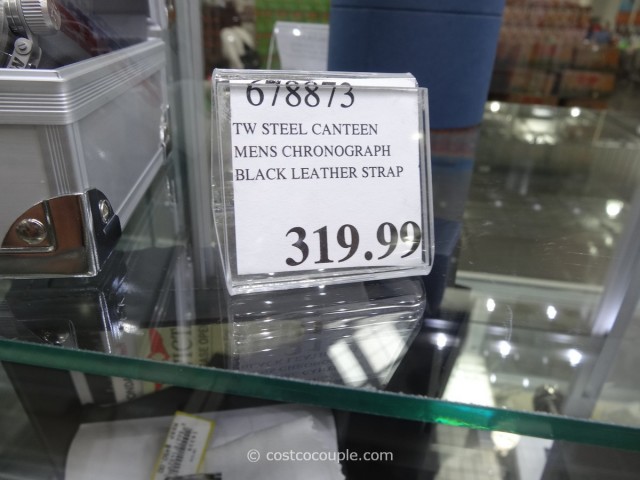 678873
TW STEEL CANTEEN
MENS CHRONOGRAPH
BLACK LEATHER STRAP
319.99
© costcocouple.com